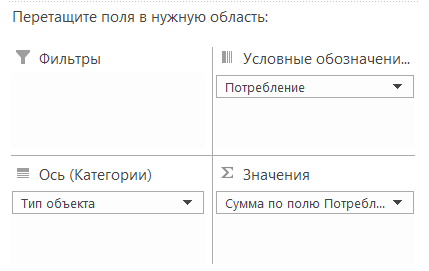 Перетащите поля в нужную область:
Фильтры
Условные обозначени...
Потребление
Ось (Категории)
Значения
Тип объекта
Сумма по полю Потребл...